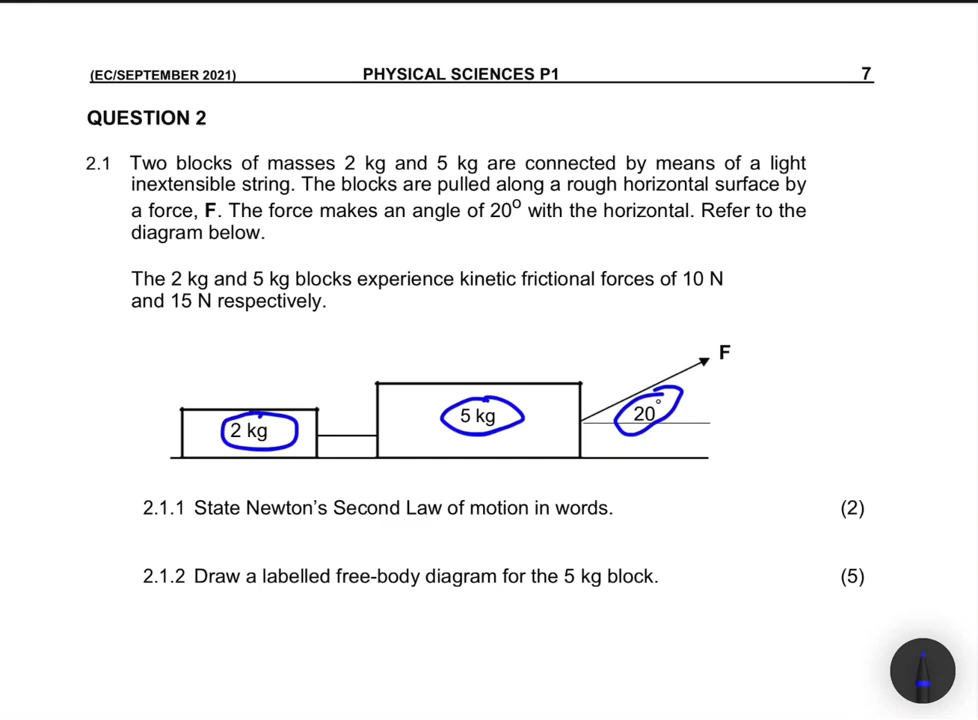 (EC/SEPTEMBER 2021) PHYSICAL SCIENCES P1 7
QUESTION 2
2.1 Two blocks of masses 2 kg and 5 kg are connected by means of a light
inextensible string. The blocks are pulled along a rough horizontal surface by
a force, F. The force makes an angle of 20° with the horizontal. Refer to the
diagram below.
The 2 kg and 5 kg blocks experience kinetic frictional forces of 10 N
and 15 N respectively.
F
2 kg 5 kg 20°
2.1.1 State Newton's Second Law of motion in words. (2)
2.1.2 Draw a labelled free-body diagram for the 5 kg block. (5)